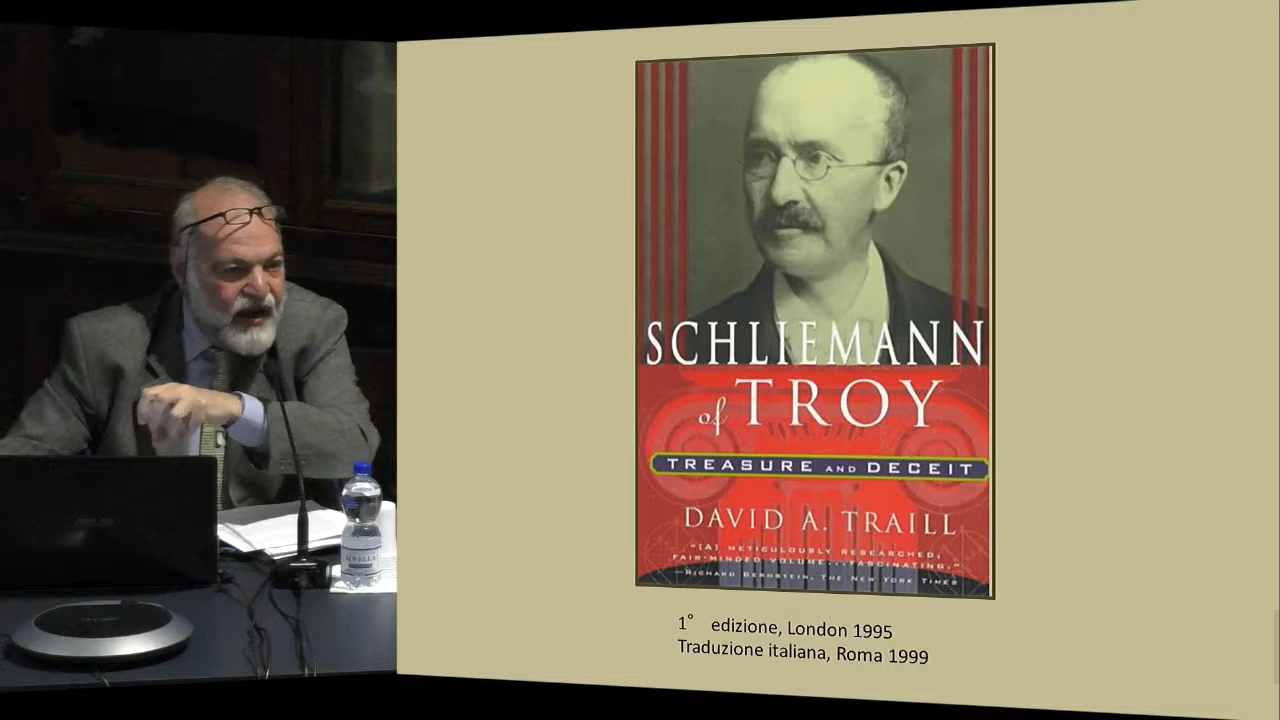 SCHLIEMANN
of TROY
TREASURE AND DECEIT
DAVID A. TRAILL
"[A] METICULOUSLY RESEARCHED,
FAIR-MINDED VOLUME...FASCINATING."
—RICHARD BERNSTEIN, THE NEW YORK TIMES
1° edizione, London 1995
Traduzione italiana, Roma 1999